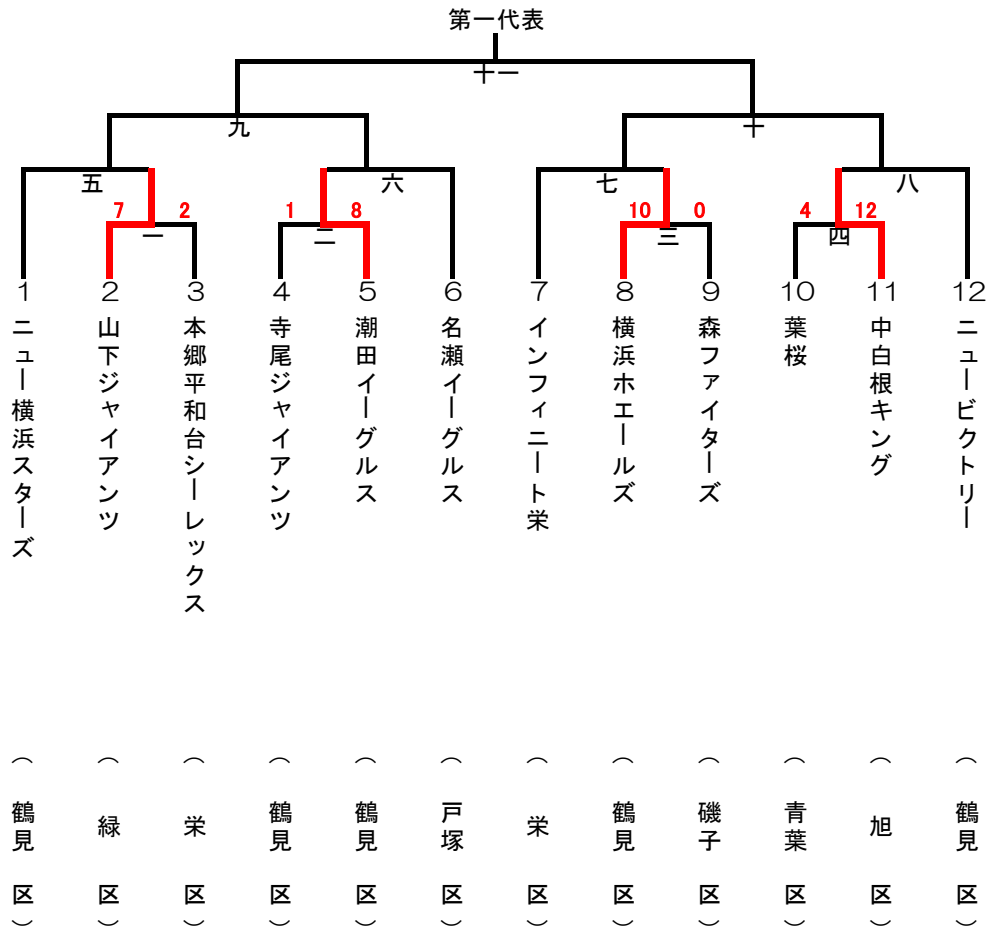 第一代表
十一
九
十
五
六
七
八
7
2
1
8
10
0
4
12
一
二
三
四
1
2
3
4
5
6
7
8
9
10
11
12
ニュー横浜スターズ
山下ジャイアンツ
本郷平和台シーレックス
寺尾ジャイアンツ
潮田イーグルス
名瀬イーグルス
インフィニート栄
横浜ホエールズ
森ファイターズ
葉桜
中白根キング
ニュービクトリー
（鶴見区）
（緑区）
（栄区）
（鶴見区）
（鶴見区）
（戸塚区）
（栄区）
（鶴見区）
（磯子区）
（青葉区）
（旭区）
（鶴見区）